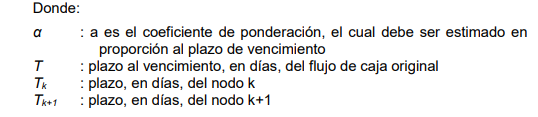 Donde:
α : a es el coeficiente de ponderación, el cual debe ser estimado en
proporción al plazo de vencimiento
T : plazo al vencimiento, en días, del flujo de caja original
Tk : plazo, en días, del nodo k
Tk+1 : plazo, en días, del nodo k+1